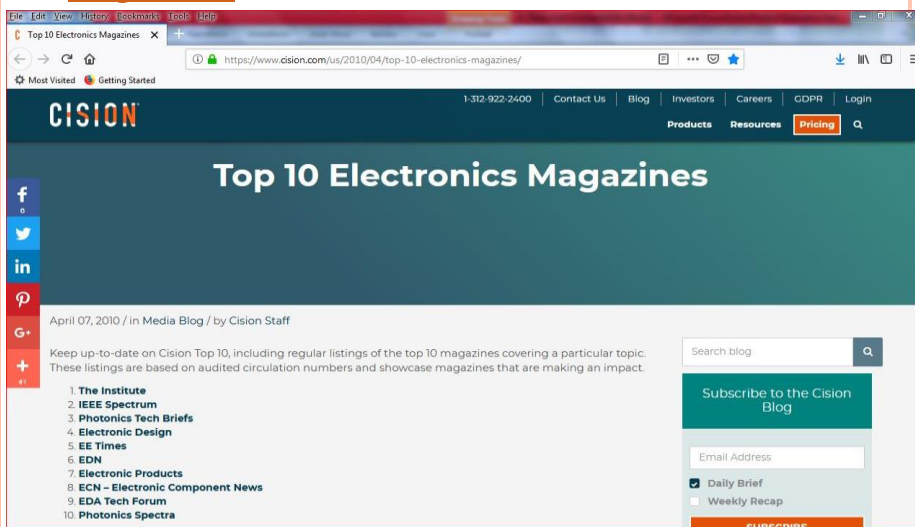 File Edit View History Bookmarks Tools Help
Top 10 Electronics Magazines
https://www.cision.com/us/2010/04/top-10-electronics-magazines/
Most Visited Getting Started
1-312-922-2400 Contact Us Blog Investors Careers GDPR Login
CISION
Products Resources Pricing
Top 10 Electronics Magazines
f
6
in
G+
41
April 07, 2010 / in Media Blog / by Cision Staff
Keep up-to-date on Cision Top 10, including regular listings of the top 10 magazines covering a particular topic.
These listings are based on audited circulation numbers and showcase magazines that are making an impact.
1. The Institute
2. IEEE Spectrum
3. Photonics Tech Briefs
4. Electronic Design
5. EE Times
6. EDN
7. Electronic Products
8. ECN – Electronic Component News
9. EDA Tech Forum
10. Photonics Spectra
Search blog
Subscribe to the Cision
Blog
Email Address
Daily Brief
Weekly Recap
SUBSCRIBE